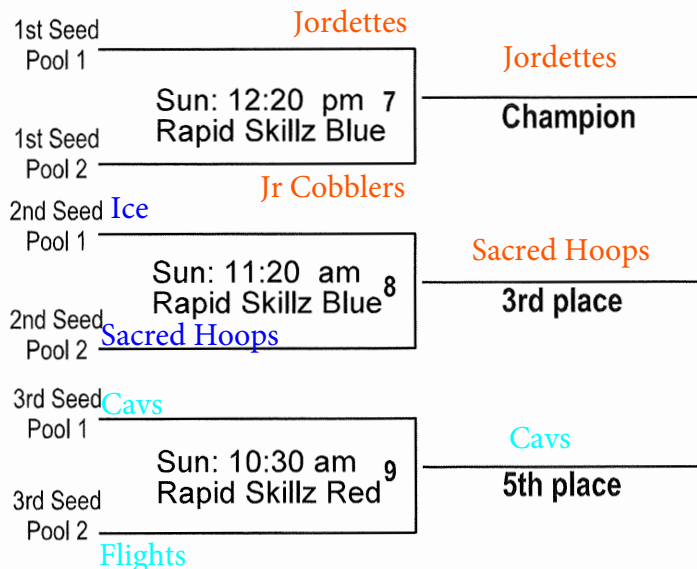 1st Seed
Pool 1
Jordettes
Sun: 12:20 pm 7
Rapid Skillz Blue
Jordettes
Champion
1st Seed
Pool 2
Jr Cobblers
2nd Seed Ice
Pool 1
Sun: 11:20 am 8
Rapid Skillz Blue
Sacred Hoops
3rd place
2nd Seed Sacred Hoops
Pool 2
3rd Seed Cavs
Pool 1
Sun: 10:30 am 9
Rapid Skillz Red
Cavs
5th place
3rd Seed
Pool 2
Flights